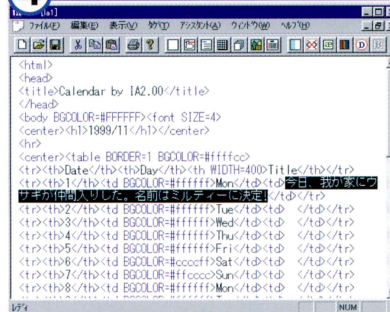 ファイル(F) 編集(E) 表示(V) タグ(T) アシスタント(A) ウィンドウ(W) ヘルプ(H)
<html>
<head>
<title>Calendar by IA2.00</title>
</head>
<body BGCOLOR=#FFFFFF><font SIZE=4>
<center><h1>1999/11</h1></center>
<hr>
<center><table BORDER=1 BGCOLOR=#ffffcc>
<tr><th>Date</th><th>Day</th><th WIDTH=400>Title</th></tr>
<tr><th>1</th><td BGCOLOR=#ffffff>Mon</td><td>今日、我が家にウ
サギが仲間入りした。名前はミルティーに決定!</td></tr>
<tr><th>2</th><td BGCOLOR=#ffffff>Tue</td><td> </td></tr>
<tr><th>3</th><td BGCOLOR=#ffffff>Wed</td><td> </td></tr>
<tr><th>4</th><td BGCOLOR=#ffffff>Thu</td><td> </td></tr>
<tr><th>5</th><td BGCOLOR=#ffffff>Fri</td><td> </td></tr>
<tr><th>6</th><td BGCOLOR=#ccccff>Sat</td><td> </td></tr>
<tr><th>7</th><td BGCOLOR=#ffcccc>Sun</td><td> </td></tr>
<tr><th>8</th><td BGCOLOR=#ffffff>Mon</td><td> </td></tr>
レディ NUM